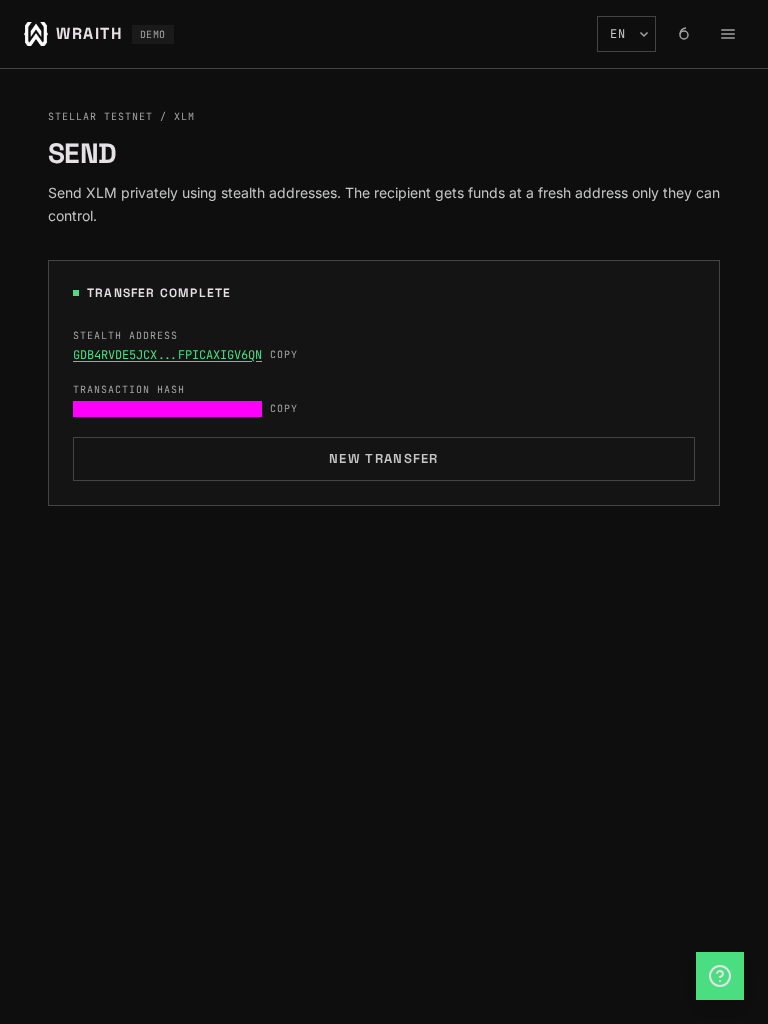 WRAITH DEMO EN
STELLAR TESTNET / XLM
SEND
Send XLM privately using stealth addresses. The recipient gets funds at a fresh address only they can
control.
TRANSFER COMPLETE
STEALTH ADDRESS
GDB4RVDE5JCX...FPICAXIGV6QN COPY
TRANSACTION HASH
COPY
NEW TRANSFER